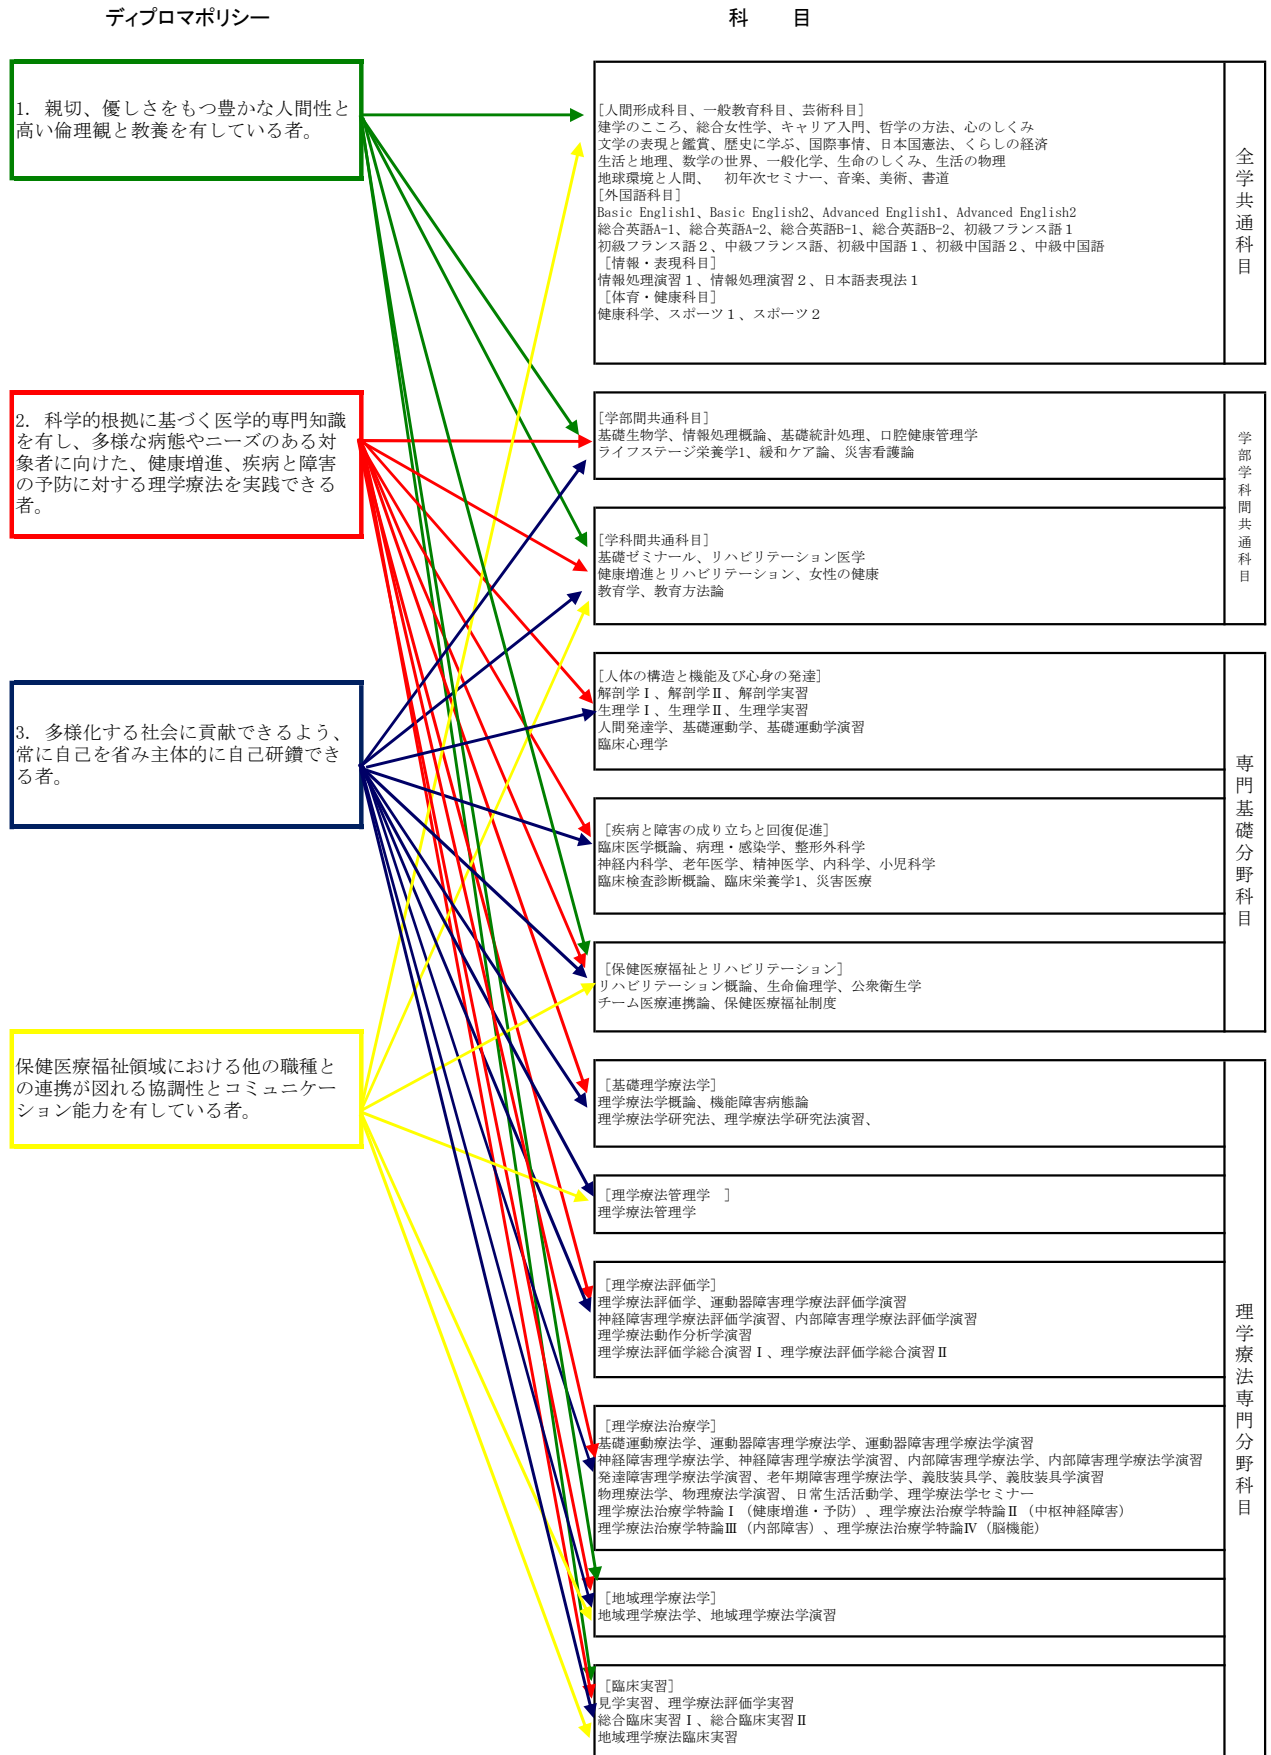 ディプロマポリシー
科　目
1. 親切、優しさをもつ豊かな人間性と
高い倫理観と教養を有している者。
2. 科学的根拠に基づく医学的専門知識
を有し、多様な病態やニーズのある対
象者に向けた、健康増進、疾病と障害
の予防に対する理学療法を実践できる
者。
3. 多様化する社会に貢献できるよう、
常に自己を省み主体的に自己研鑽でき
る者。
保健医療福祉領域における他の職種と
の連携が図れる協調性とコミュニケー
ション能力を有している者。
[人間形成科目、一般教育科目、芸術科目]
建学のこころ、総合女性学、キャリア入門、哲学の方法、心のしくみ
文学の表現と鑑賞、歴史に学ぶ、国際事情、日本国憲法、くらしの経済
生活と地理、数学の世界、一般化学、生命のしくみ、生活の物理
地球環境と人間、　初年次セミナー、音楽、美術、書道
[外国語科目]
Basic English1、Basic English2、Advanced English1、Advanced English2
総合英語A-1、総合英語A-2、総合英語B-1、総合英語B-2、初級フランス語１
初級フランス語２、中級フランス語、初級中国語１、初級中国語２、中級中国語
[情報・表現科目]
情報処理演習１、情報処理演習２、日本語表現法１
[体育・健康科目]
健康科学、スポーツ１、スポーツ２
全学共通科目
[学部間共通科目]
基礎生物学、情報処理概論、基礎統計処理、口腔健康管理学
ライフステージ栄養学1、緩和ケア論、災害看護論
[学科間共通科目]
基礎ゼミナール、リハビリテーション医学
健康増進とリハビリテーション、女性の健康
教育学、教育方法論
学部学科間共通科目
[人体の構造と機能及び心身の発達]
解剖学Ⅰ、解剖学Ⅱ、解剖学実習
生理学Ⅰ、生理学Ⅱ、生理学実習
人間発達学、基礎運動学、基礎運動学演習
臨床心理学
[疾病と障害の成り立ちと回復促進]
臨床医学概論、病理・感染学、整形外科学
神経内科学、老年医学、精神医学、内科学、小児科学
臨床検査診断概論、臨床栄養学1、災害医療
[保健医療福祉とリハビリテーション]
リハビリテーション概論、生命倫理学、公衆衛生学
チーム医療連携論、保健医療福祉制度
専門基礎分野科目
[基礎理学療法学]
理学療法学概論、機能障害病態論
理学療法学研究法、理学療法学研究法演習、
[理学療法管理学　]
理学療法管理学
[理学療法評価学]
理学療法評価学、運動器障害理学療法評価学演習
神経障害理学療法評価学演習、内部障害理学療法評価学演習
理学療法動作分析学演習
理学療法評価学総合演習Ⅰ、理学療法評価学総合演習Ⅱ
[理学療法治療学]
基礎運動療法学、運動器障害理学療法学、運動器障害理学療法学演習
神経障害理学療法学、神経障害理学療法学演習、内部障害理学療法学、内部障害理学療法学演習
発達障害理学療法学演習、老年期障害理学療法学、義肢装具学、義肢装具学演習
物理療法学、物理療法学演習、日常生活活動学、理学療法学セミナー
理学療法治療学特論Ⅰ（健康増進・予防）、理学療法治療学特論Ⅱ（中枢神経障害）
理学療法治療学特論Ⅲ（内部障害）、理学療法治療学特論Ⅳ（脳機能）
[地域理学療法学]
地域理学療法学、地域理学療法学演習
[臨床実習]
見学実習、理学療法評価学実習
総合臨床実習Ⅰ、総合臨床実習Ⅱ
地域理学療法臨床実習
理学療法専門分野科目